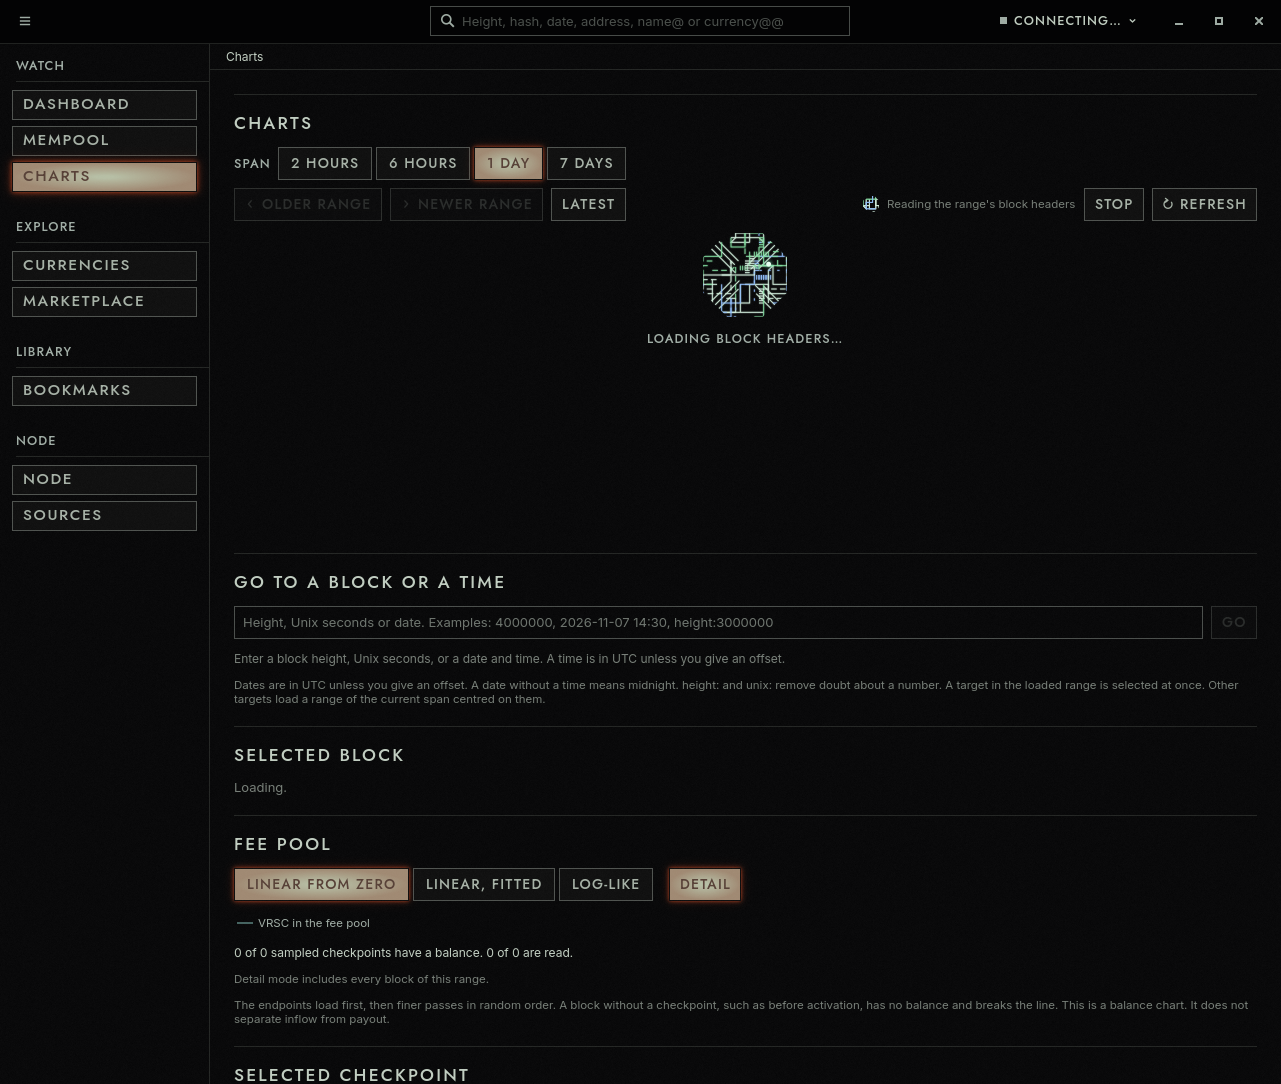 Height, hash, date, address, name@ or currency@@
CONNECTING...
WATCH
DASHBOARD
MEMPOOL
CHARTS
EXPLORE
CURRENCIES
MARKETPLACE
LIBRARY
BOOKMARKS
NODE
NODE
SOURCES
Charts
CHARTS
SPAN 2 HOURS 6 HOURS 1 DAY 7 DAYS
OLDER RANGE NEWER RANGE LATEST Reading the range's block headers STOP REFRESH
LOADING BLOCK HEADERS...
GO TO A BLOCK OR A TIME
Height, Unix seconds or date. Examples: 4000000, 2026-11-07 14:30, height:3000000 GO
Enter a block height, Unix seconds, or a date and time. A time is in UTC unless you give an offset.
Dates are in UTC unless you give an offset. A date without a time means midnight. height: and unix: remove doubt about a number. A target in the loaded range is selected at once. Other
targets load a range of the current span centred on them.
SELECTED BLOCK
Loading.
FEE POOL
LINEAR FROM ZERO LINEAR, FITTED LOG-LIKE DETAIL
VRSC in the fee pool
0 of 0 sampled checkpoints have a balance. 0 of 0 are read.
Detail mode includes every block of this range.
The endpoints load first, then finer passes in random order. A block without a checkpoint, such as before activation, has no balance and breaks the line. This is a balance chart. It does not
separate inflow from payout.
SELECTED CHECKPOINT